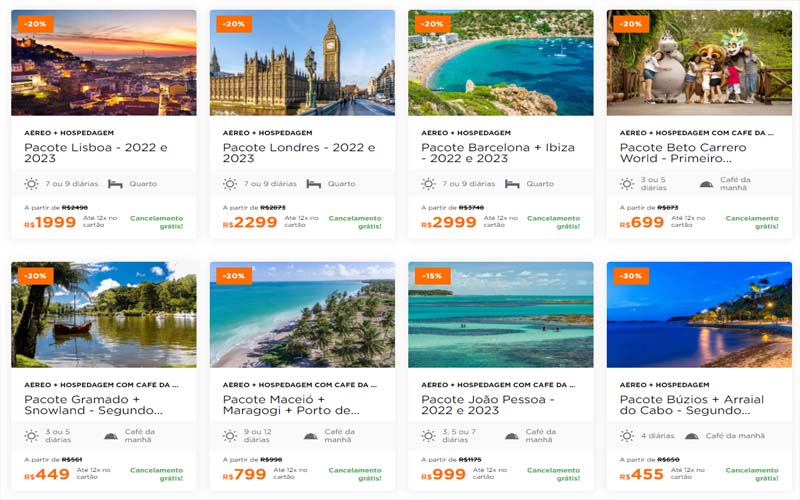 -20%
AEREO + HOSPEDAGEM
Pacote Lisboa - 2022 e
2023
7 ou 9 diárias
Quarto
A partir de R$2498
R$1999
Até 12x no
cartão
Cancelamento
grátis!
-20%
AEREO + HOSPEDAGEM
Pacote Londres - 2022 e
2023
7 ou 9 diárias
Quarto
A partir de R$2873
R$2299
Até 12x no
cartão
Cancelamento
grátis!
-20%
AEREO + HOSPEDAGEM
Pacote Barcelona + Ibiza
- 2022 e 2023
7 ou 9 diárias
Quarto
A partir de R$3748
R$2999
Até 12x no
cartão
Cancelamento
grátis!
-20%
AEREO + HOSPEDAGEM COM CAFE DA ...
Pacote Beto Carrero
World - Primeiro...
3 ou 5
diárias
Café da
manhã
A partir de R$873
R$699
Até 12x no
cartão
Cancelamento
grátis!
-20%
AEREO + HOSPEDAGEM COM CAFE DA ...
Pacote Gramado +
Snowland - Segundo...
3 ou 5
diárias
Café da
manhã
A partir de R$561
R$449
Até 12x no
cartão
Cancelamento
grátis!
-20%
AEREO + HOSPEDAGEM COM CAFE DA ...
Pacote Maceió +
Maragogi + Porto de...
9 ou 12
diárias
Café da
manhã
A partir de R$998
R$799
Até 12x no
cartão
Cancelamento
grátis!
-15%
AEREO + HOSPEDAGEM COM CAFE DA ...
Pacote João Pessoa -
2022 e 2023
3, 5 ou 7
diárias
Café da
manhã
A partir de R$1175
R$999
Até 12x no
cartão
Cancelamento
grátis!
-30%
AEREO + HOSPEDAGEM COM CAFE DA ...
Pacote Búzios + Arraial
do Cabo - Segundo...
4 diárias
Café da manhã
A partir de R$650
R$455
Até 12x no
cartão
Cancelamento
grátis!